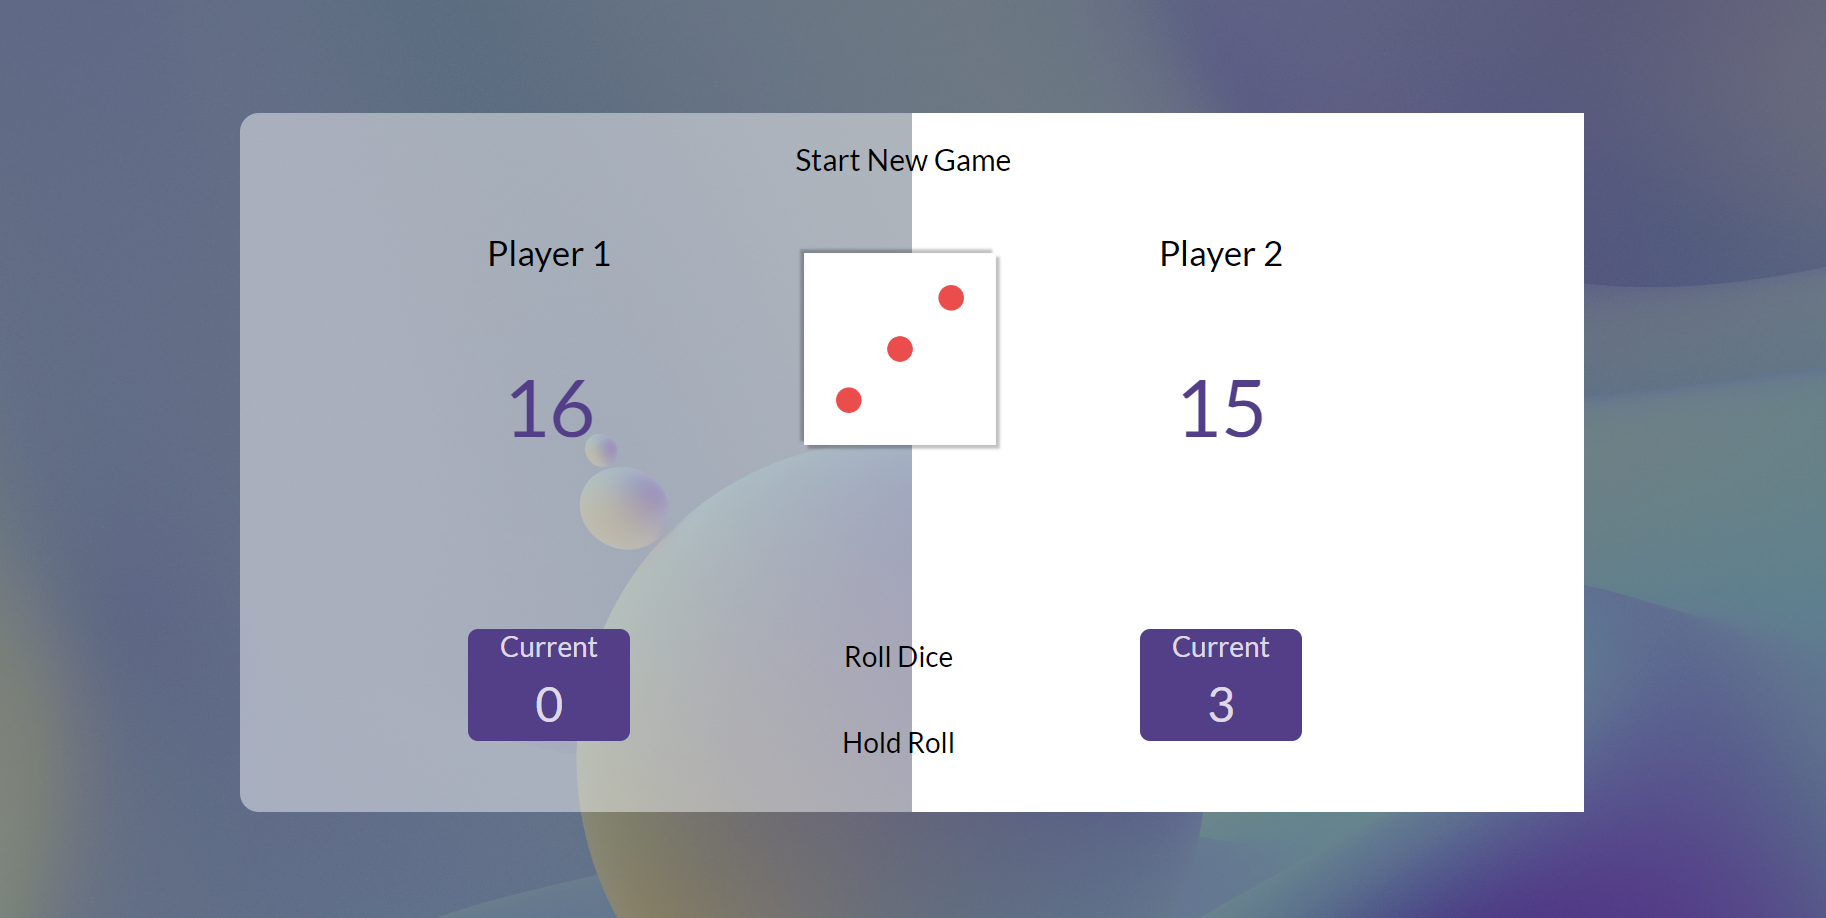 Start New Game
Player 1
Player 2
16
15
Current
0
Roll Dice
Hold Roll
Current
3